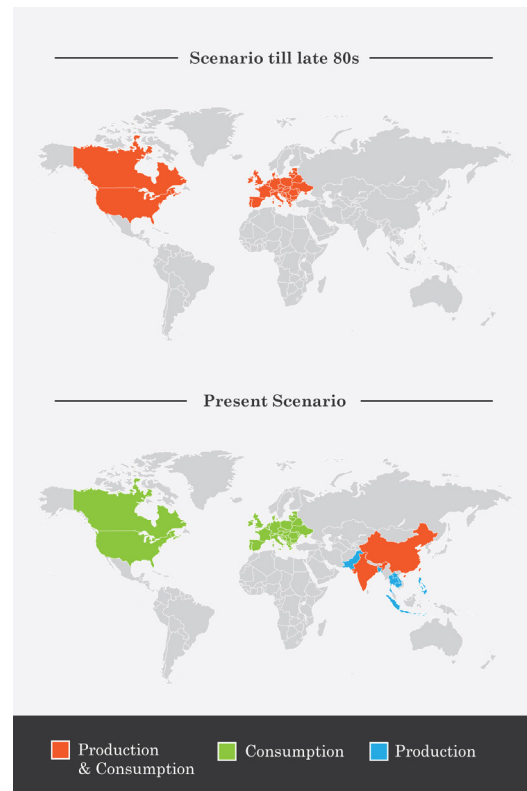 Scenario till late 80s
Present Scenario
Production
& Consumption
Consumption
Production